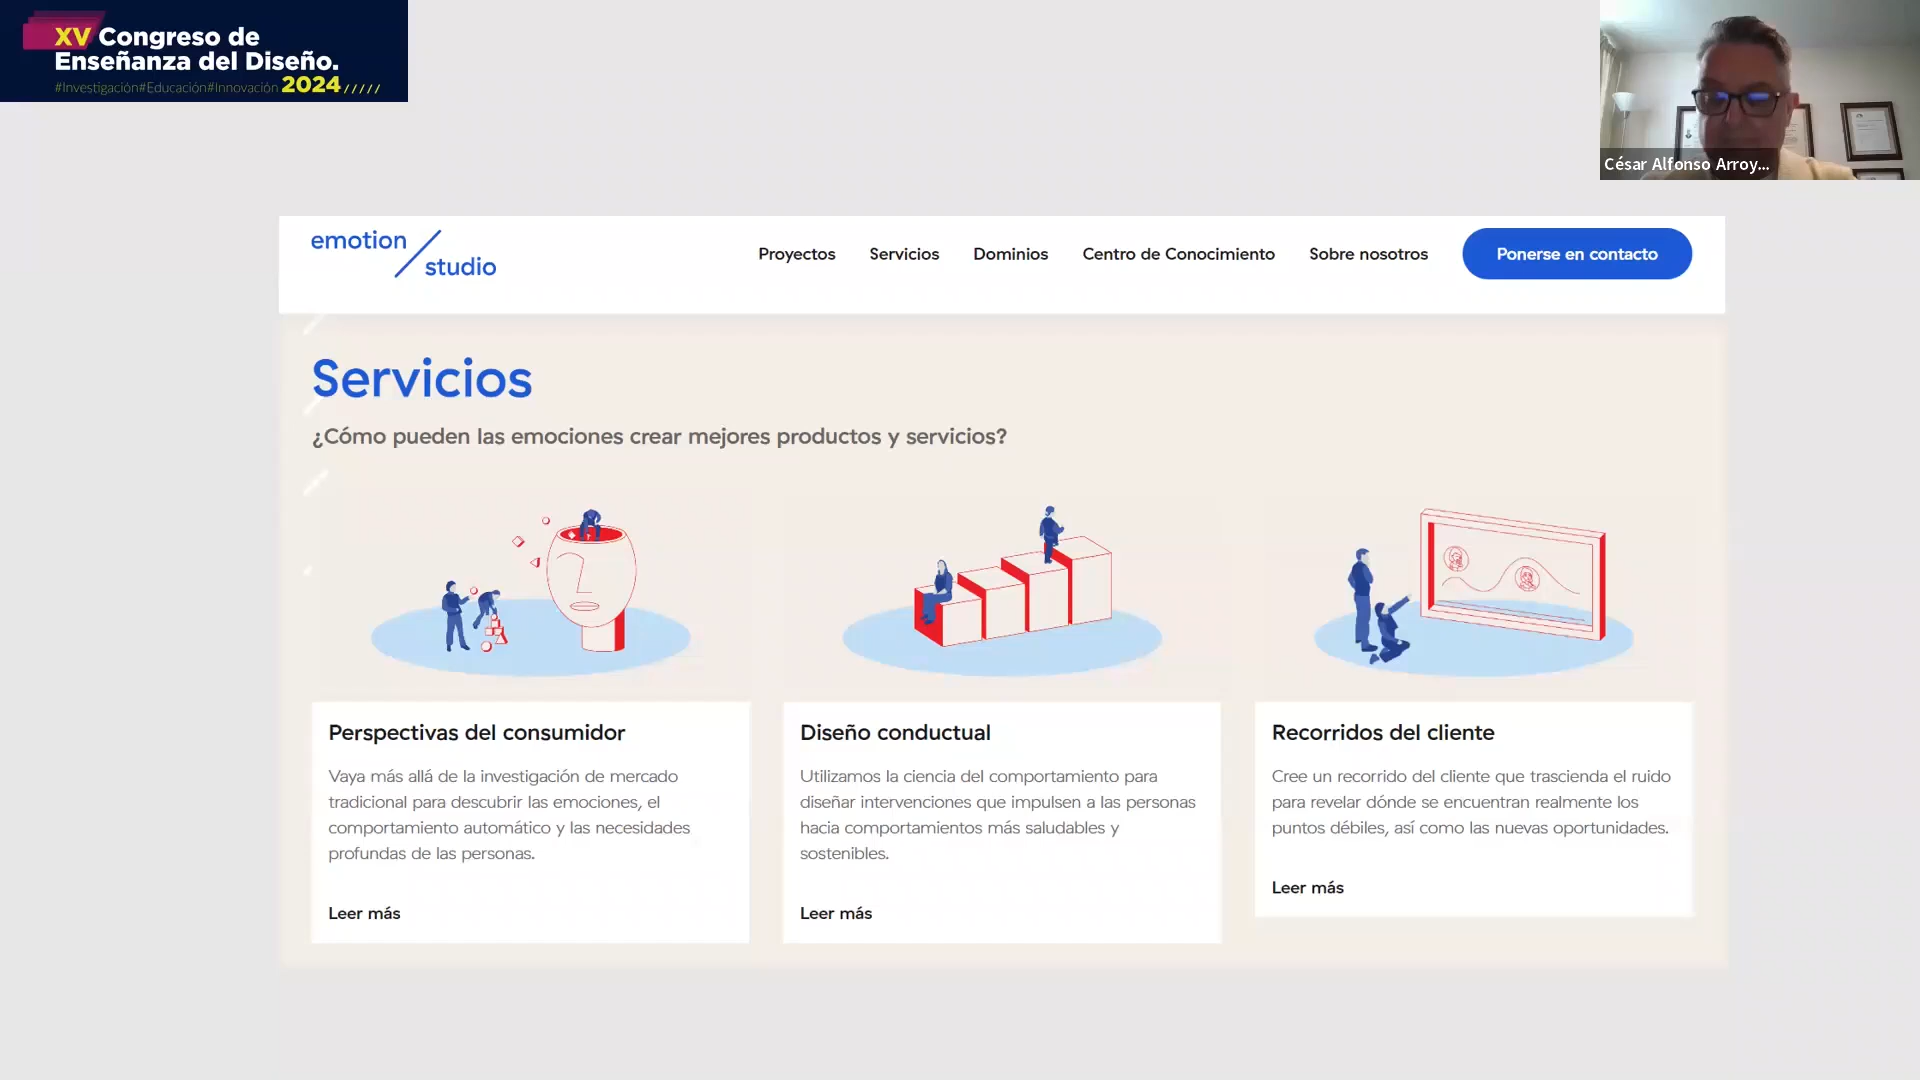 XV Congreso de
Enseñanza del Diseño.
#Investigación#Educación#Innovación 2024
César Alfonso Arroy...
emotion
studio
Proyectos
Servicios
Dominios
Centro de Conocimiento
Sobre nosotros
Ponerse en contacto
Servicios
¿Cómo pueden las emociones crear mejores productos y servicios?
Perspectivas del consumidor
Vaya más allá de la investigación de mercado
tradicional para descubrir las emociones, el
comportamiento automático y las necesidades
profundas de las personas.
Leer más
Diseño conductual
Utilizamos la ciencia del comportamiento para
diseñar intervenciones que impulsen a las personas
hacia comportamientos más saludables y
sostenibles.
Leer más
Recorridos del cliente
Cree un recorrido del cliente que trascienda el ruido
para revelar dónde se encuentran realmente los
puntos débiles, así como las nuevas oportunidades.
Leer más